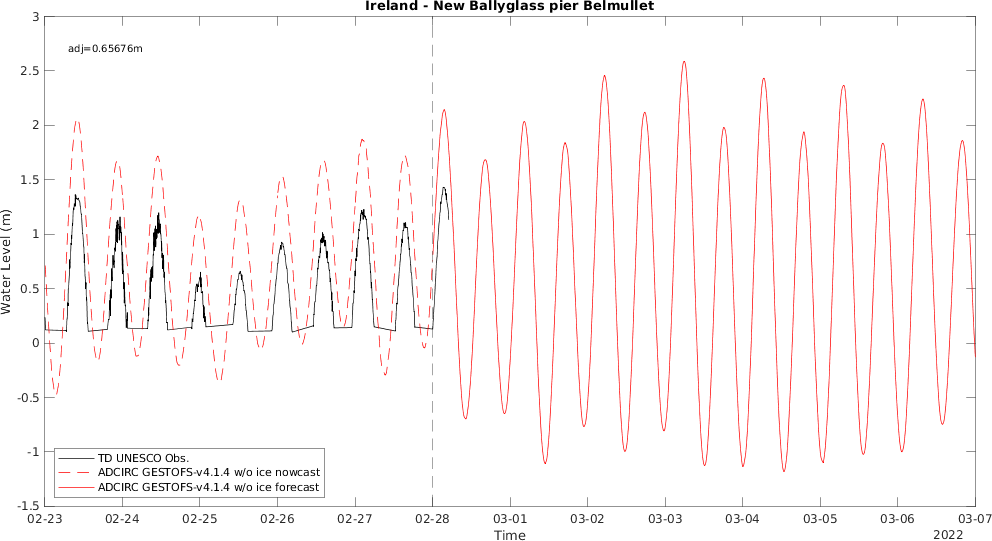 Ireland - New Ballyglass pier Belmullet
adj=0.65676m
Water Level (m)
3
2.5
2
1.5
1
0.5
0
-0.5
-1
-1.5
TD UNESCO Obs.
ADCIRC GESTOFS-v4.1.4 w/o ice nowcast
ADCIRC GESTOFS-v4.1.4 w/o ice forecast
02-23 02-24 02-25 02-26 02-27 02-28 03-01 03-02 03-03 03-04 03-05 03-06 03-07
Time
2022